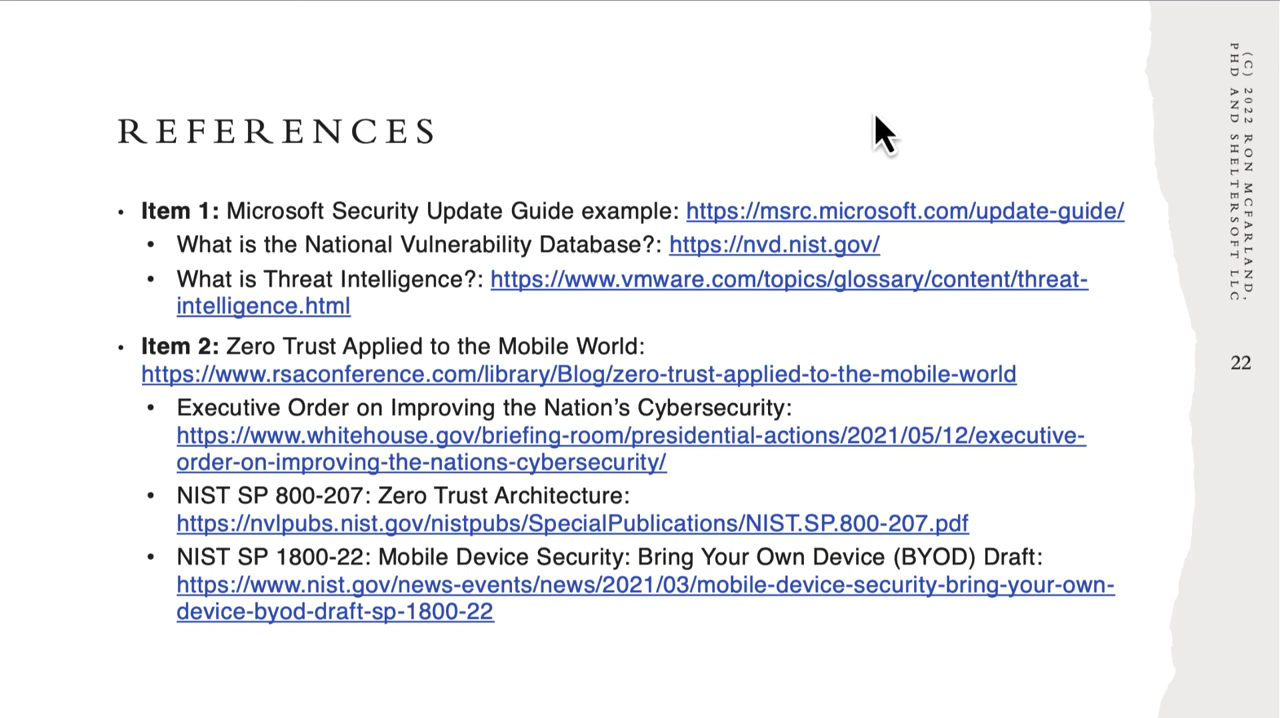 REFERENCES
• Item 1: Microsoft Security Update Guide example: https://msrc.microsoft.com/update-guide/
• What is the National Vulnerability Database?: https://nvd.nist.gov/
• What is Threat Intelligence?: https://www.vmware.com/topics/glossary/content/threat-
intelligence.html
• Item 2: Zero Trust Applied to the Mobile World:
https://www.rsaconference.com/library/Blog/zero-trust-applied-to-the-mobile-world
• Executive Order on Improving the Nation’s Cybersecurity:
https://www.whitehouse.gov/briefing-room/presidential-actions/2021/05/12/executive-
order-on-improving-the-nations-cybersecurity/
• NIST SP 800-207: Zero Trust Architecture:
https://nvlpubs.nist.gov/nistpubs/SpecialPublications/NIST.SP.800-207.pdf
• NIST SP 1800-22: Mobile Device Security: Bring Your Own Device (BYOD) Draft:
https://www.nist.gov/news-events/news/2021/03/mobile-device-security-bring-your-own-
device-byod-draft-sp-1800-22
(C) 2022 RON MCFARLAND,
PHD AND SHELTERSOFT LLC
22